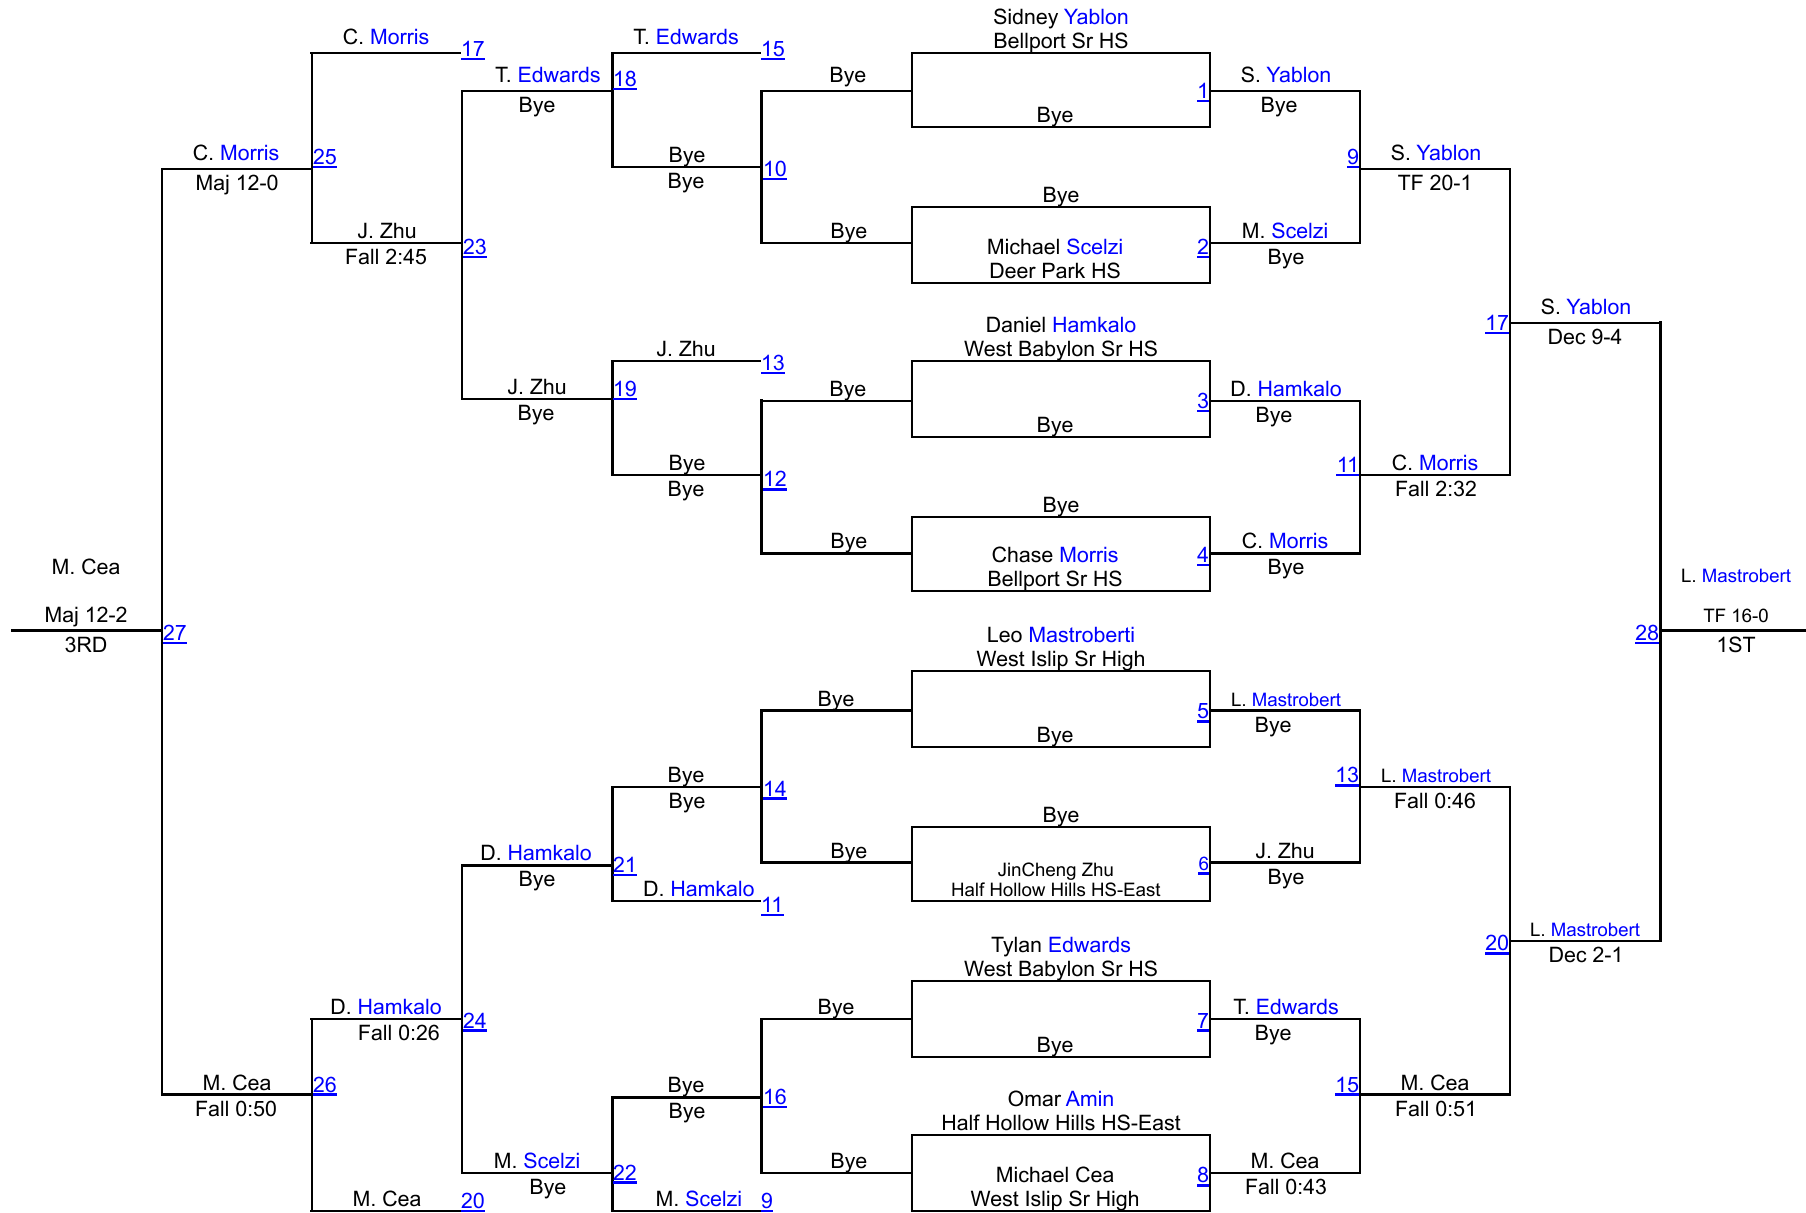 Sidney Yablon
Bellport Sr HS
C. Morris
17
T. Edwards
15
T. Edwards
18
Bye
Bye
1
S. Yablon
Bye
Bye
C. Morris
25
Maj 12-0
Bye
10
Bye
9
S. Yablon
TF 20-1
Bye
J. Zhu
23
Fall 2:45
Bye
Michael Scelzi
2
Deer Park HS
M. Scelzi
Bye
S. Yablon
17
Dec 9-4
Daniel Hamkalo
West Babylon Sr HS
J. Zhu
13
J. Zhu
19
Bye
Bye
3
D. Hamkalo
Bye
Bye
Bye
12
Bye
11
C. Morris
Fall 2:32
Bye
Bye
Chase Morris
4
Bellport Sr HS
C. Morris
Bye
M. Cea
Maj 12-2
27
3RD
L. Mastrobert
TF 16-0
28
1ST
Leo Mastroberti
West Islip Sr High
Bye
5
L. Mastrobert
Bye
Bye
Bye
14
Bye
13
L. Mastrobert
Fall 0:46
Bye
D. Hamkalo
21
Bye
D. Hamkalo
11
Bye
JinCheng Zhu
6
Half Hollow Hills HS-East
J. Zhu
Bye
20
L. Mastrobert
Dec 2-1
Tylan Edwards
West Babylon Sr HS
D. Hamkalo
24
Fall 0:26
Bye
7
T. Edwards
Bye
Bye
M. Cea
26
Fall 0:50
Bye
16
Bye
Omar Amin
Half Hollow Hills HS-East
15
M. Cea
Fall 0:51
M. Scelzi
22
Bye
Bye
Michael Cea
8
West Islip Sr High
M. Cea
Fall 0:43
M. Cea
20
M. Scelzi
9